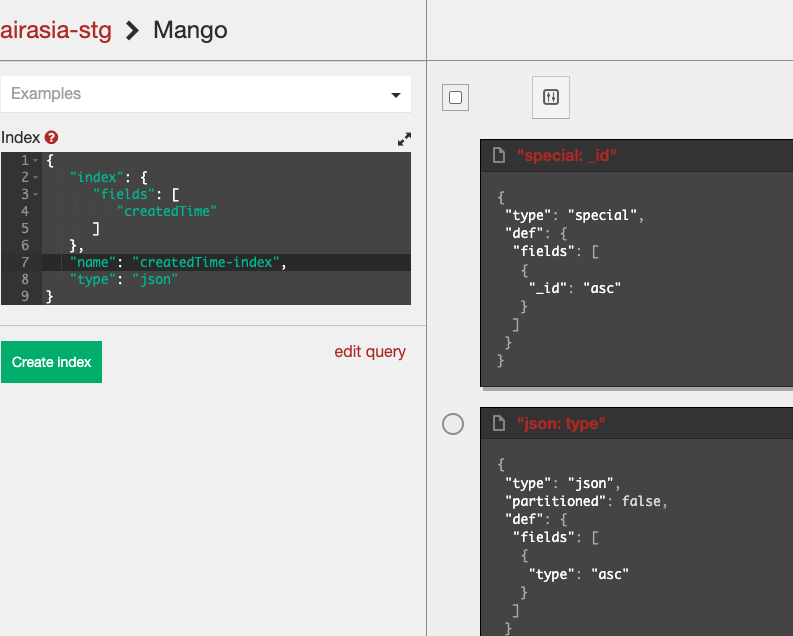 airasia-stg > Mango
Examples
Index ?
1 {
2 "index": {
3 "fields": [
4 "createdTime"
5 ]
6 },
7 "name": "createdTime-index",
8 "type": "json"
9 }
Create index
edit query
"special: _id"
{
"type": "special",
"def": {
"fields": [
{
"_id": "asc"
}
]
}
}
"json: type"
{
"type": "json",
"partitioned": false,
"def": {
"fields": [
{
"type": "asc"
}
]
}